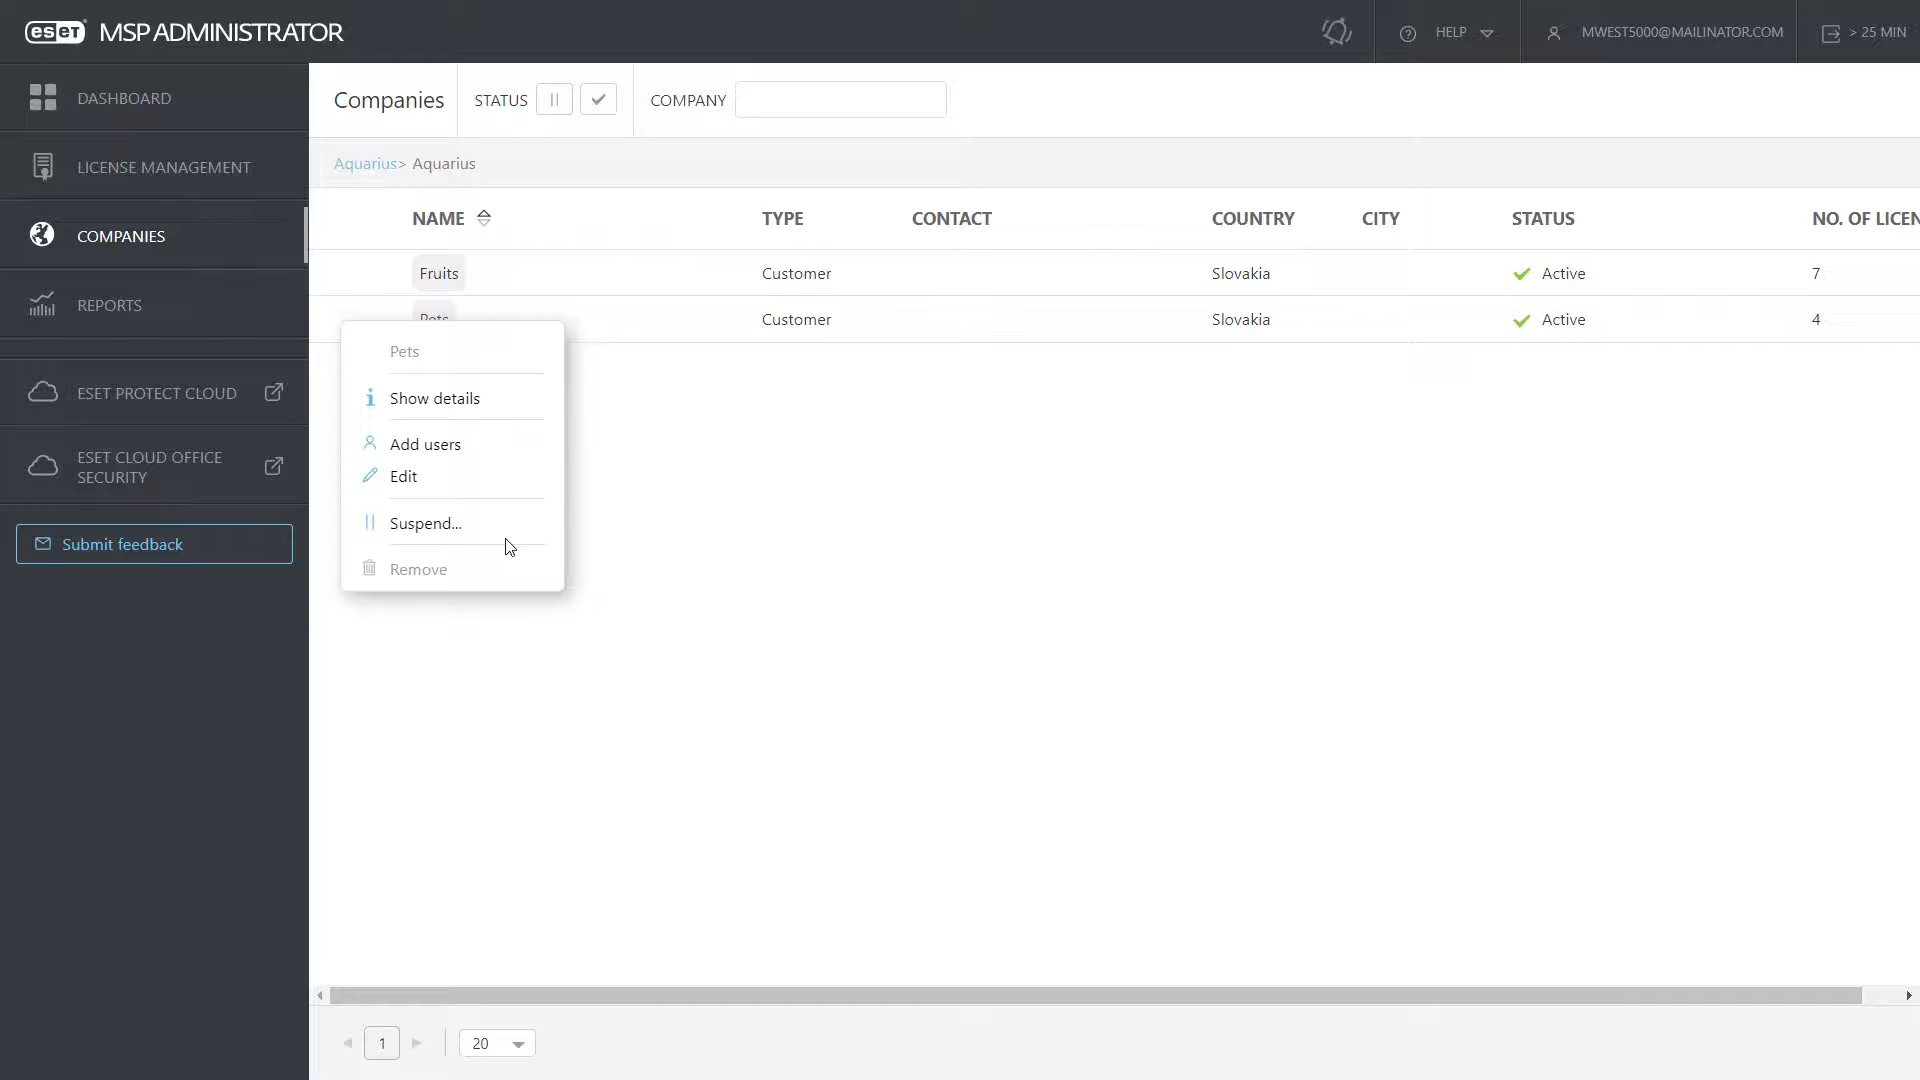 eset MSP ADMINISTRATOR
HELP
MWEST5000@MAILINATOR.COM
> 25 MIN
DASHBOARD
LICENSE MANAGEMENT
COMPANIES
REPORTS
ESET PROTECT CLOUD
ESET CLOUD OFFICE
SECURITY
Submit feedback
Companies
STATUS
COMPANY
Aquarius> Aquarius
NAME TYPE CONTACT COUNTRY CITY STATUS NO. OF LICEN
Fruits Customer Slovakia Active 7
Pets Customer Slovakia Active 4
Pets
Show details
Add users
Edit
Suspend...
Remove
1
20